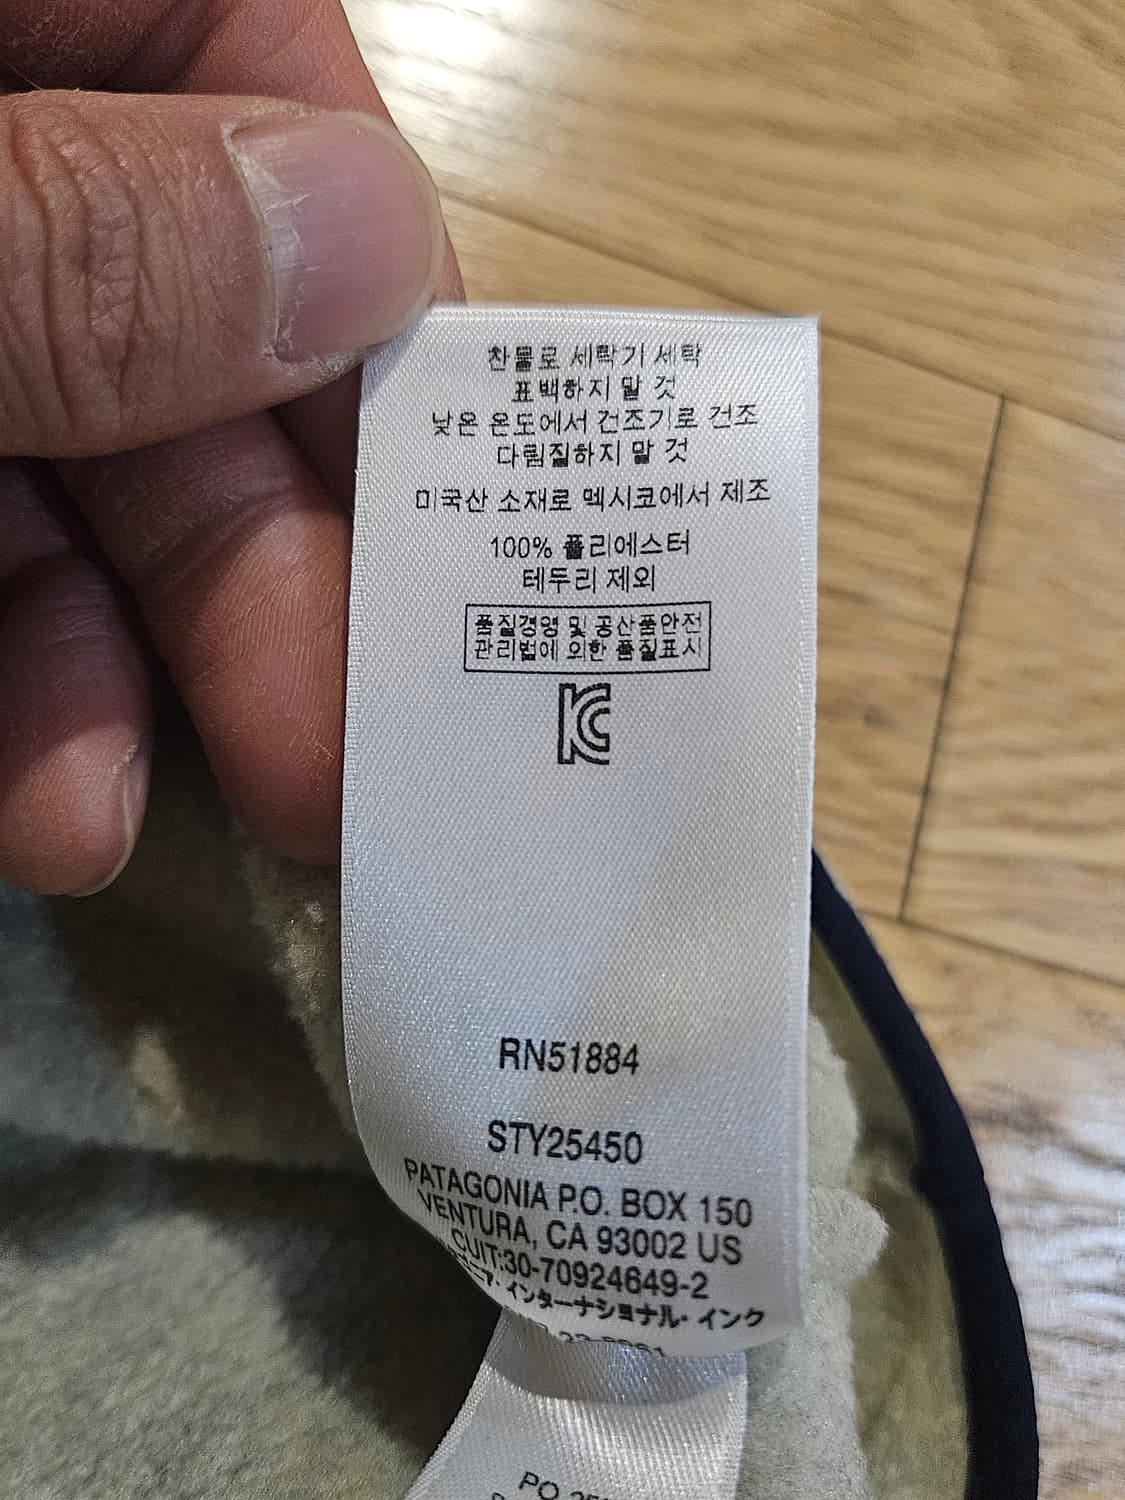 찬물로 세탁기 세탁
표백하지 말 것
낮은 온도에서 건조기로 건조
다림질하지 말 것
미국산 소재로 멕시코에서 제조
100% 폴리에스터
테두리 제외
품질경영 및 공산품안전
관리법에 의한 품질표시
KC
RN51884
STY25450
PATAGONIA P.O. BOX 150
VENTURA, CA 93002 US
CUIT:30-70924649-2
インターナショナル・インク
PO